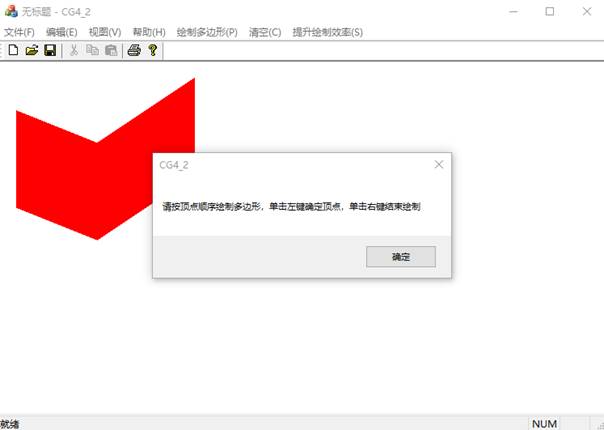 无标题 - CG4_2
文件(F) 编辑(E) 视图(V) 帮助(H) 绘制多边形(P) 清空(C) 提升绘制效率(S)
CG4_2
请按顶点顺序绘制多边形，单击左键确定顶点，单击右键结束绘制
确定
就绪 NUM